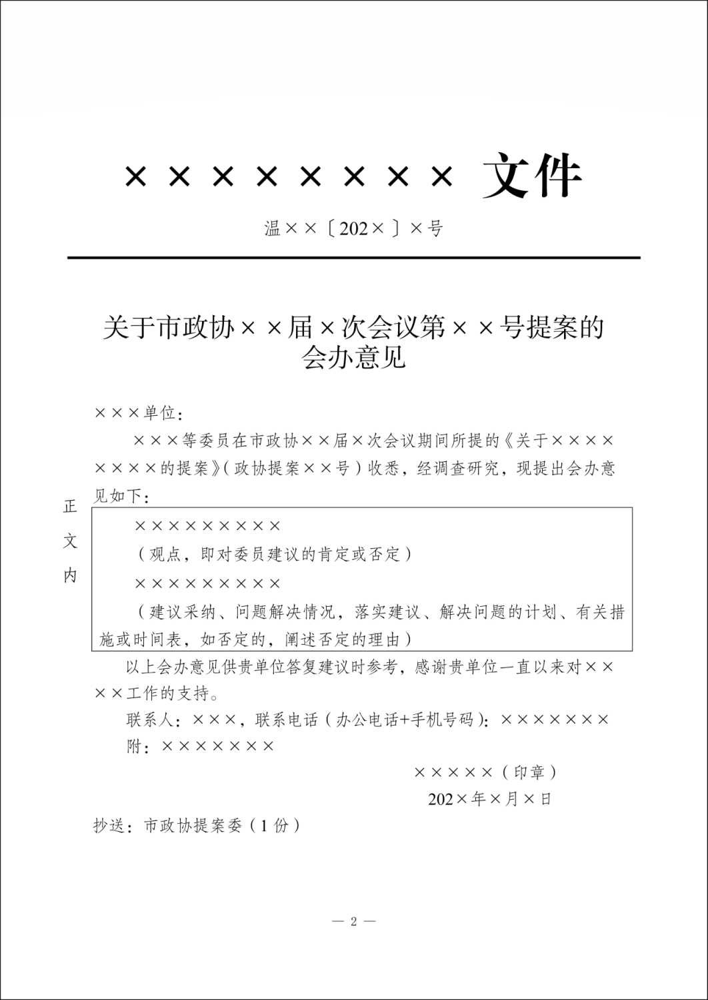 ××××××××文件
温××〔202×〕×号
关于市政协××届×次会议第××号提案的
会办意见
×××单位：
×××等委员在市政协××届×次会议期间所提的《关于××××
××××的提案》（政协提案××号）收悉，经调查研究，现提出会办意
见如下：
正
文
内
×××××××××
（观点，即对委员建议的肯定或否定）
×××××××××
（建议采纳、问题解决情况，落实建议、解决问题的计划、有关措
施或时间表，如否定的，阐述否定的理由）
以上会办意见供贵单位答复建议时参考，感谢贵单位一直以来对××
××工作的支持。
联系人：×××，联系电话（办公电话+手机号码）：×××××××
附：×××××××
×××××（印章）
202×年×月×日
抄送：市政协提案委（1份）
— 2 —